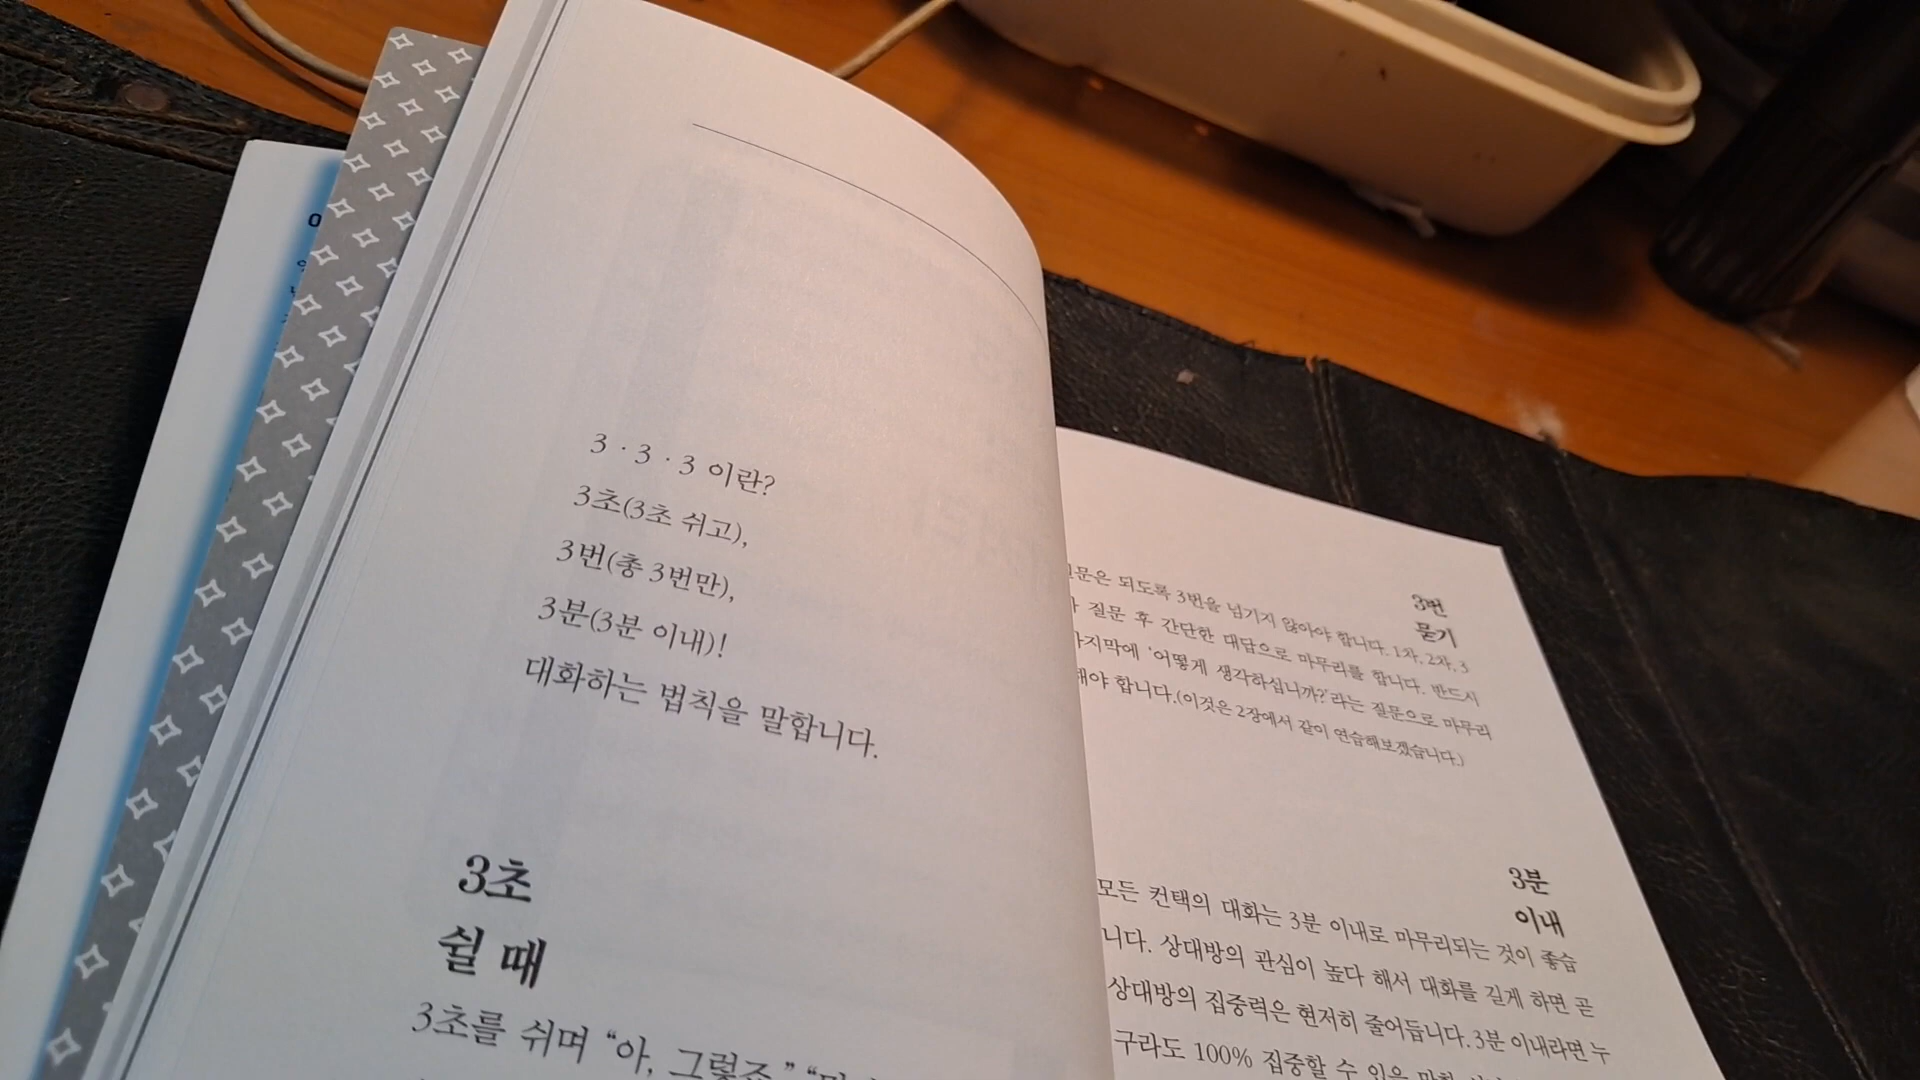 3·3·3 이란?
3초(3초 쉬고),
3번(총 3번만),
3분(3분 이내)!
대화하는 법칙을 말합니다.
3초
쉴 때
3초를 쉬며 “아, 그렇죠.”
3번
묻기
되도록 3번을 넘기지 않아야 합니다. 1차, 2차, 3
질문 후 간단한 대답으로 마무리를 합니다. 반드시
'어떻게 생각하십니까?'라는 질문으로 마무리
합니다.(이것은 2장에서 같이 연습해보겠습니다.)
3분
이내
모든 컨택의 대화는 3분 이내로 마무리되는 것이 좋습
니다. 상대방의 관심이 높다 해서 대화를 길게 하면 곧
상대방의 집중력은 현저히 줄어듭니다. 3분 이내라면 누
구라도 100% 집중할 수 있은